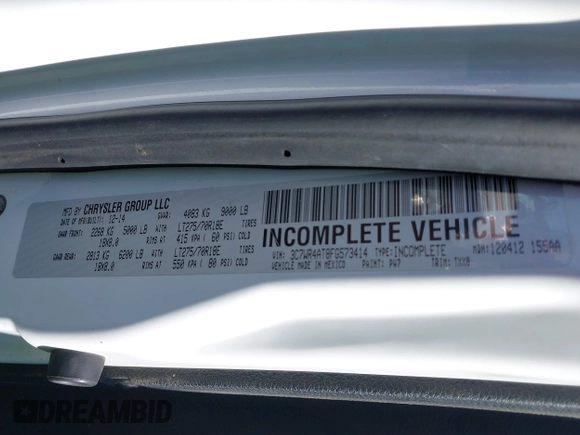 MFD BY CHRYSLER GROUP LLC
DATE OF MFR(BUILT): 12-14 GVWR: 4083 KG 9000 LB
GAWR FRONT: 2268 KG 5000 LB WITH LT275/70R18E TIRES
18X8.0 RIMS AT 415 KPA ( 60 PSI) COLD
GAWR REAR: 2813 KG 6200 LB WITH LT275/70R18E TIRES
18X8.0 RIMS AT 550 KPA ( 80 PSI) COLD
INCOMPLETE VEHICLE
VIN: 3C7WR4AT8FG573414 TYPE: INCOMPLETE MDH: 120412 155AA
VEHICLE MADE IN MEXICO PAINT: PW7 TRIM: TXX8
DREAMBID